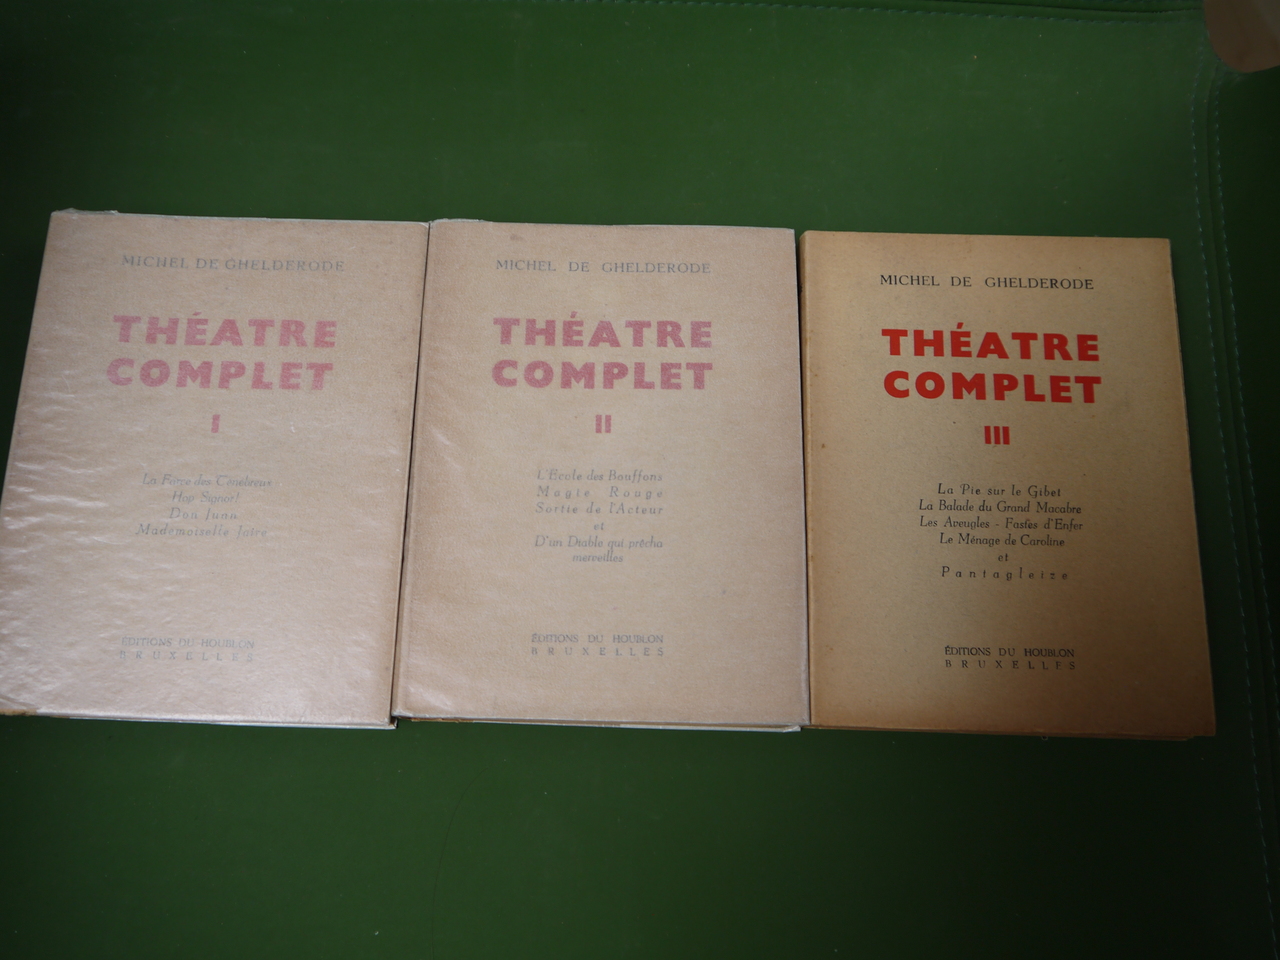 MICHEL DE GHELDERODE
THÉATRE
COMPLET
I
La Farce des Ténébreux
Hop Signor!
Don Juan
Mademoiselle Jaïre
ÉDITIONS DU HOUBLON
BRUXELLES
MICHEL DE GHELDERODE
THÉATRE
COMPLET
II
L'Ecole des Bouffons
Magie Rouge
Sortie de l'Acteur
et
D'un Diable qui prêcha
merveilles
ÉDITIONS DU HOUBLON
BRUXELLES
MICHEL DE GHELDERODE
THÉATRE
COMPLET
III
La Pie sur le Gibet
La Balade du Grand Macabre
Les Aveugles - Fastes d'Enfer
Le Ménage de Caroline
et
Pantagleize
ÉDITIONS DU HOUBLON
BRUXELLES